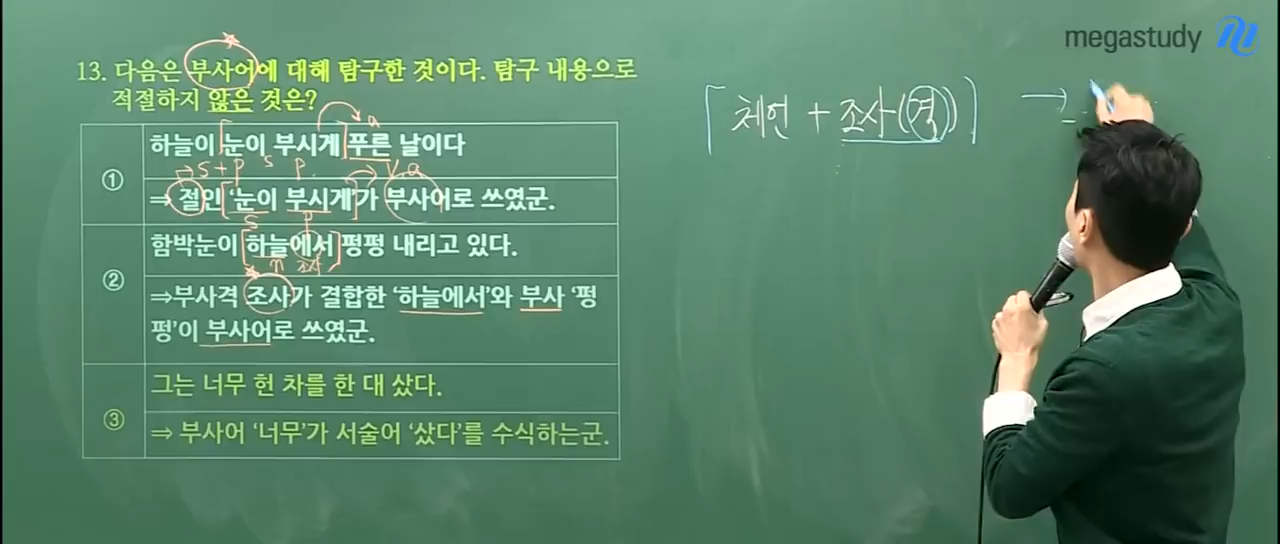 megastudy
13. 다음은 부사어에 대해 탐구한 것이다. 탐구 내용으로
적절하지 않은 것은?
① 하늘이 눈이 부시게 푸른 날이다
⇒ 절인 '눈이 부시게'가 부사어로 쓰였군.
② 함박눈이 하늘에서 펑펑 내리고 있다.
⇒부사격 조사가 결합한 '하늘에서'와 부사 '펑
펑'이 부사어로 쓰였군.
③ 그는 너무 헌 차를 한 대 샀다.
⇒ 부사어 '너무'가 서술어 '샀다'를 수식하는군.
a
S + P S P a
S P
n 조사
[체언 + 조사(격)] →